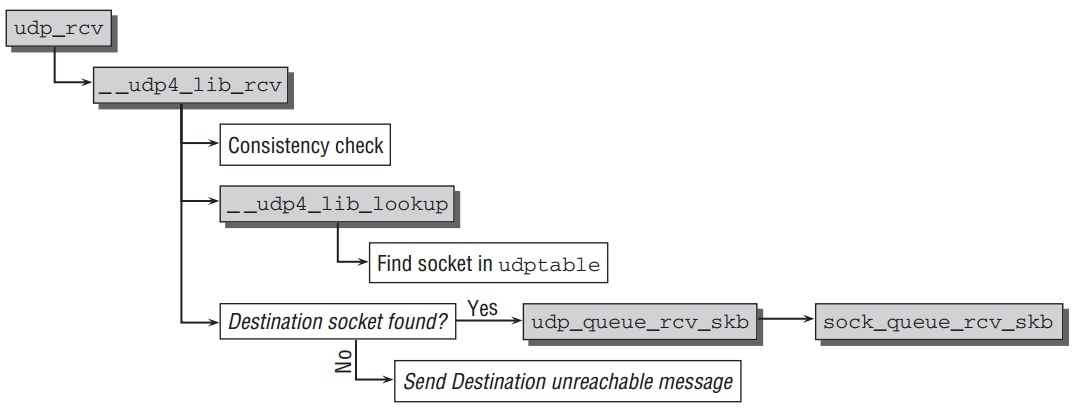 udp_rcv
__udp4_lib_rcv
Consistency check
__udp4_lib_lookup
Find socket in udptable
Destination socket found?
Yes
udp_queue_rcv_skb
sock_queue_rcv_skb
No
Send Destination unreachable message